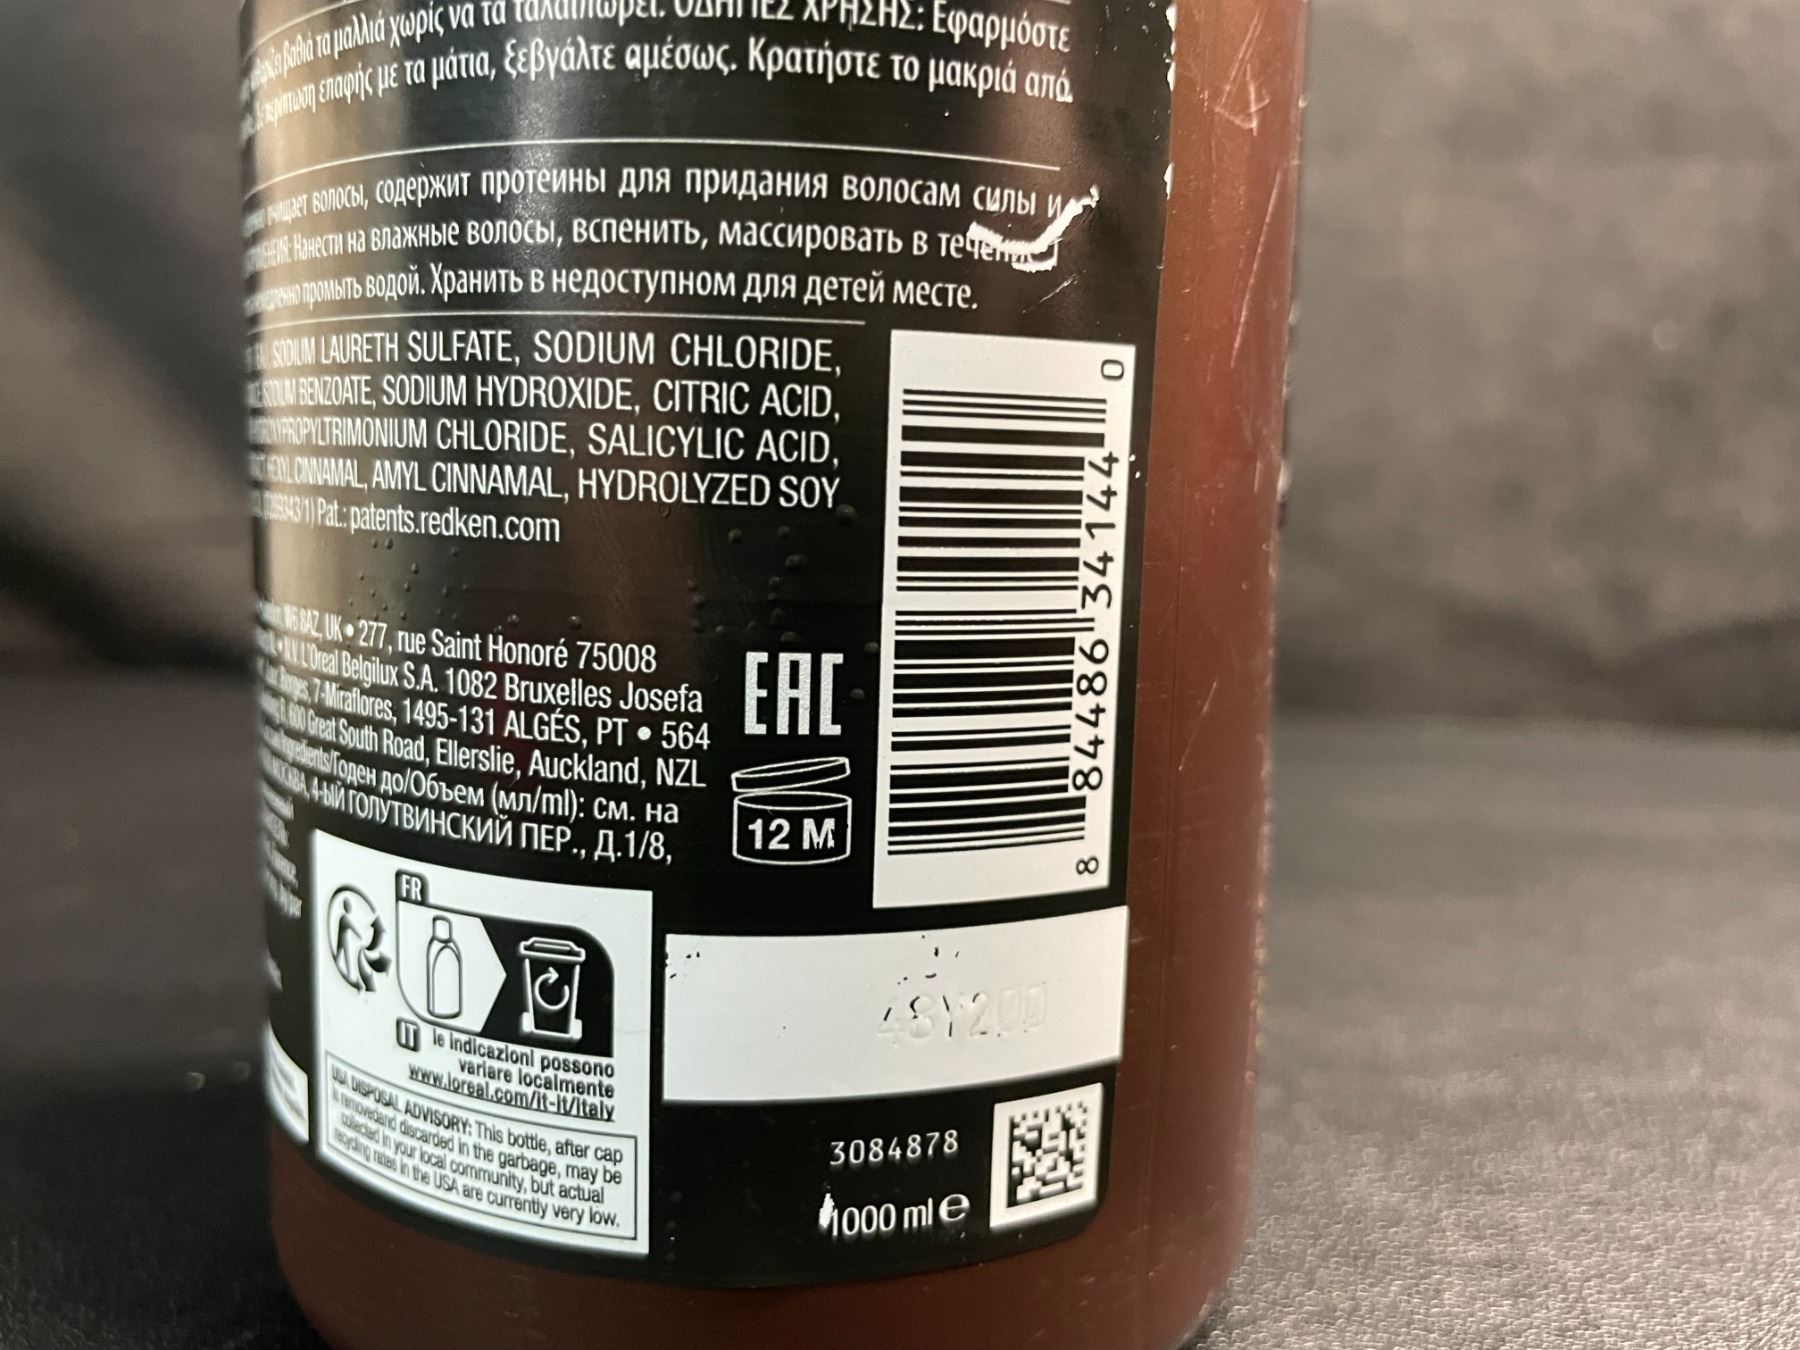 βαθιά τα μαλλιά χωρίς να τα ταλαιπωρεί. ΟΔΗΓΙΕΣ ΧΡΗΣΗΣ: Εφαρμόστε
επαφής με τα μάτια, ξεβγάλτε αμέσως. Κρατήστε το μακριά από
волосы, содержит протеины для придания волосам силы и
Нанести на влажные волосы, вспенить, массировать в течение
промыть водой. Хранить в недоступном для детей месте.
SODIUM LAURETH SULFATE, SODIUM CHLORIDE,
SODIUM BENZOATE, SODIUM HYDROXIDE, CITRIC ACID,
CHLORIDE, SALICYLIC ACID,
HEXYL CINNAMAL, AMYL CINNAMAL, HYDROLYZED SOY
Pat.: patents.redken.com
W6 8AZ, UK • 277, rue Saint Honoré 75008
N.V. L'Oreal Belgilux S.A. 1082 Bruxelles Josefa
7-Miraflores, 1495-131 ALGÉS, PT • 564
600 Great South Road, Ellerslie, Auckland, NZL
Ingredients/Годен до/Объем (мл/ml): см. на
4-ЫЙ ГОЛУТВИНСКИЙ ПЕР., Д.1/8,
EAC
12 M
8 84486 34144 0
FR
IT le indicazioni possono
variare localmente
www.loreal.com/it-it/italy
USA DISPOSAL ADVISORY: This bottle, after cap
is removed and discarded in the garbage, may be
collected in your local community, but actual
recycling rates in the USA are currently very low.
48Y200
3084878
1000 ml e